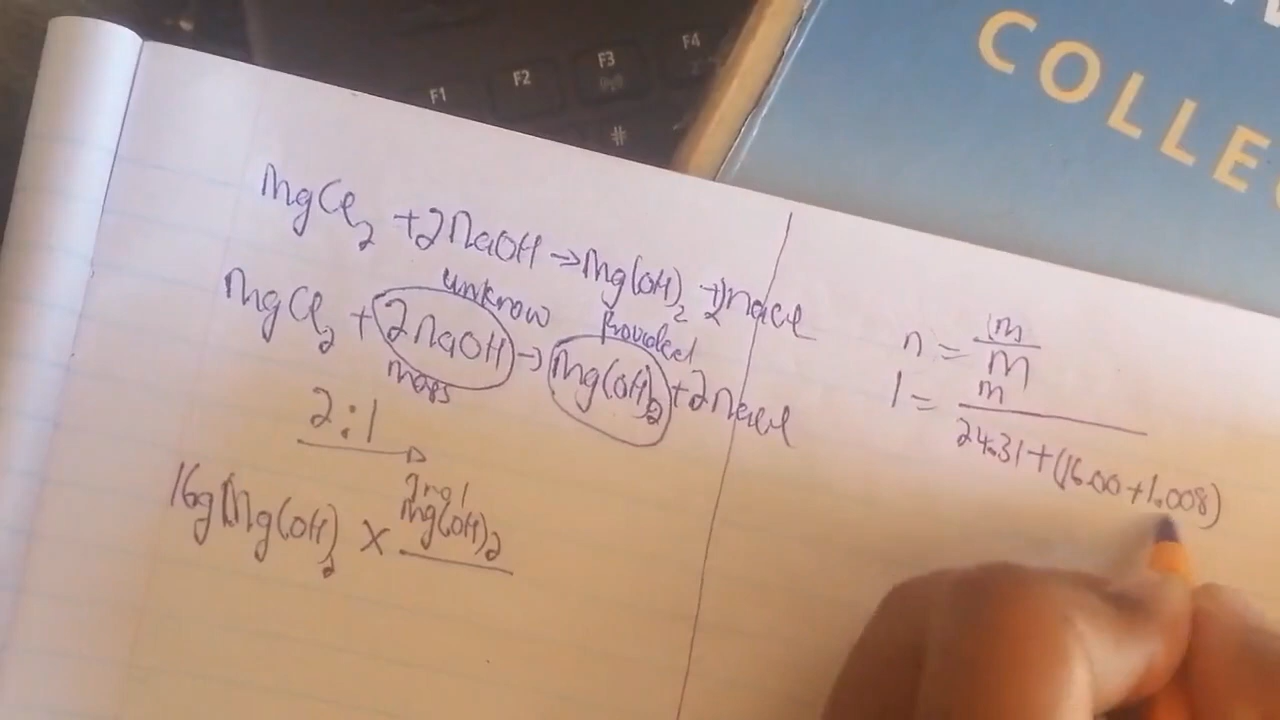 F1 F2 F3 F4
#
COLLE
MgCl₂ + 2NaOH → Mg(OH)₂ + 2NaCl
unknow Provided
MgCl₂ + 2NaOH → Mg(OH)₂ + 2NaCl
mass
2:1
1mol
16g Mg(OH)₂ × Mg(OH)₂
n = m/M
1 = m/24.31+(16.00+1.008)